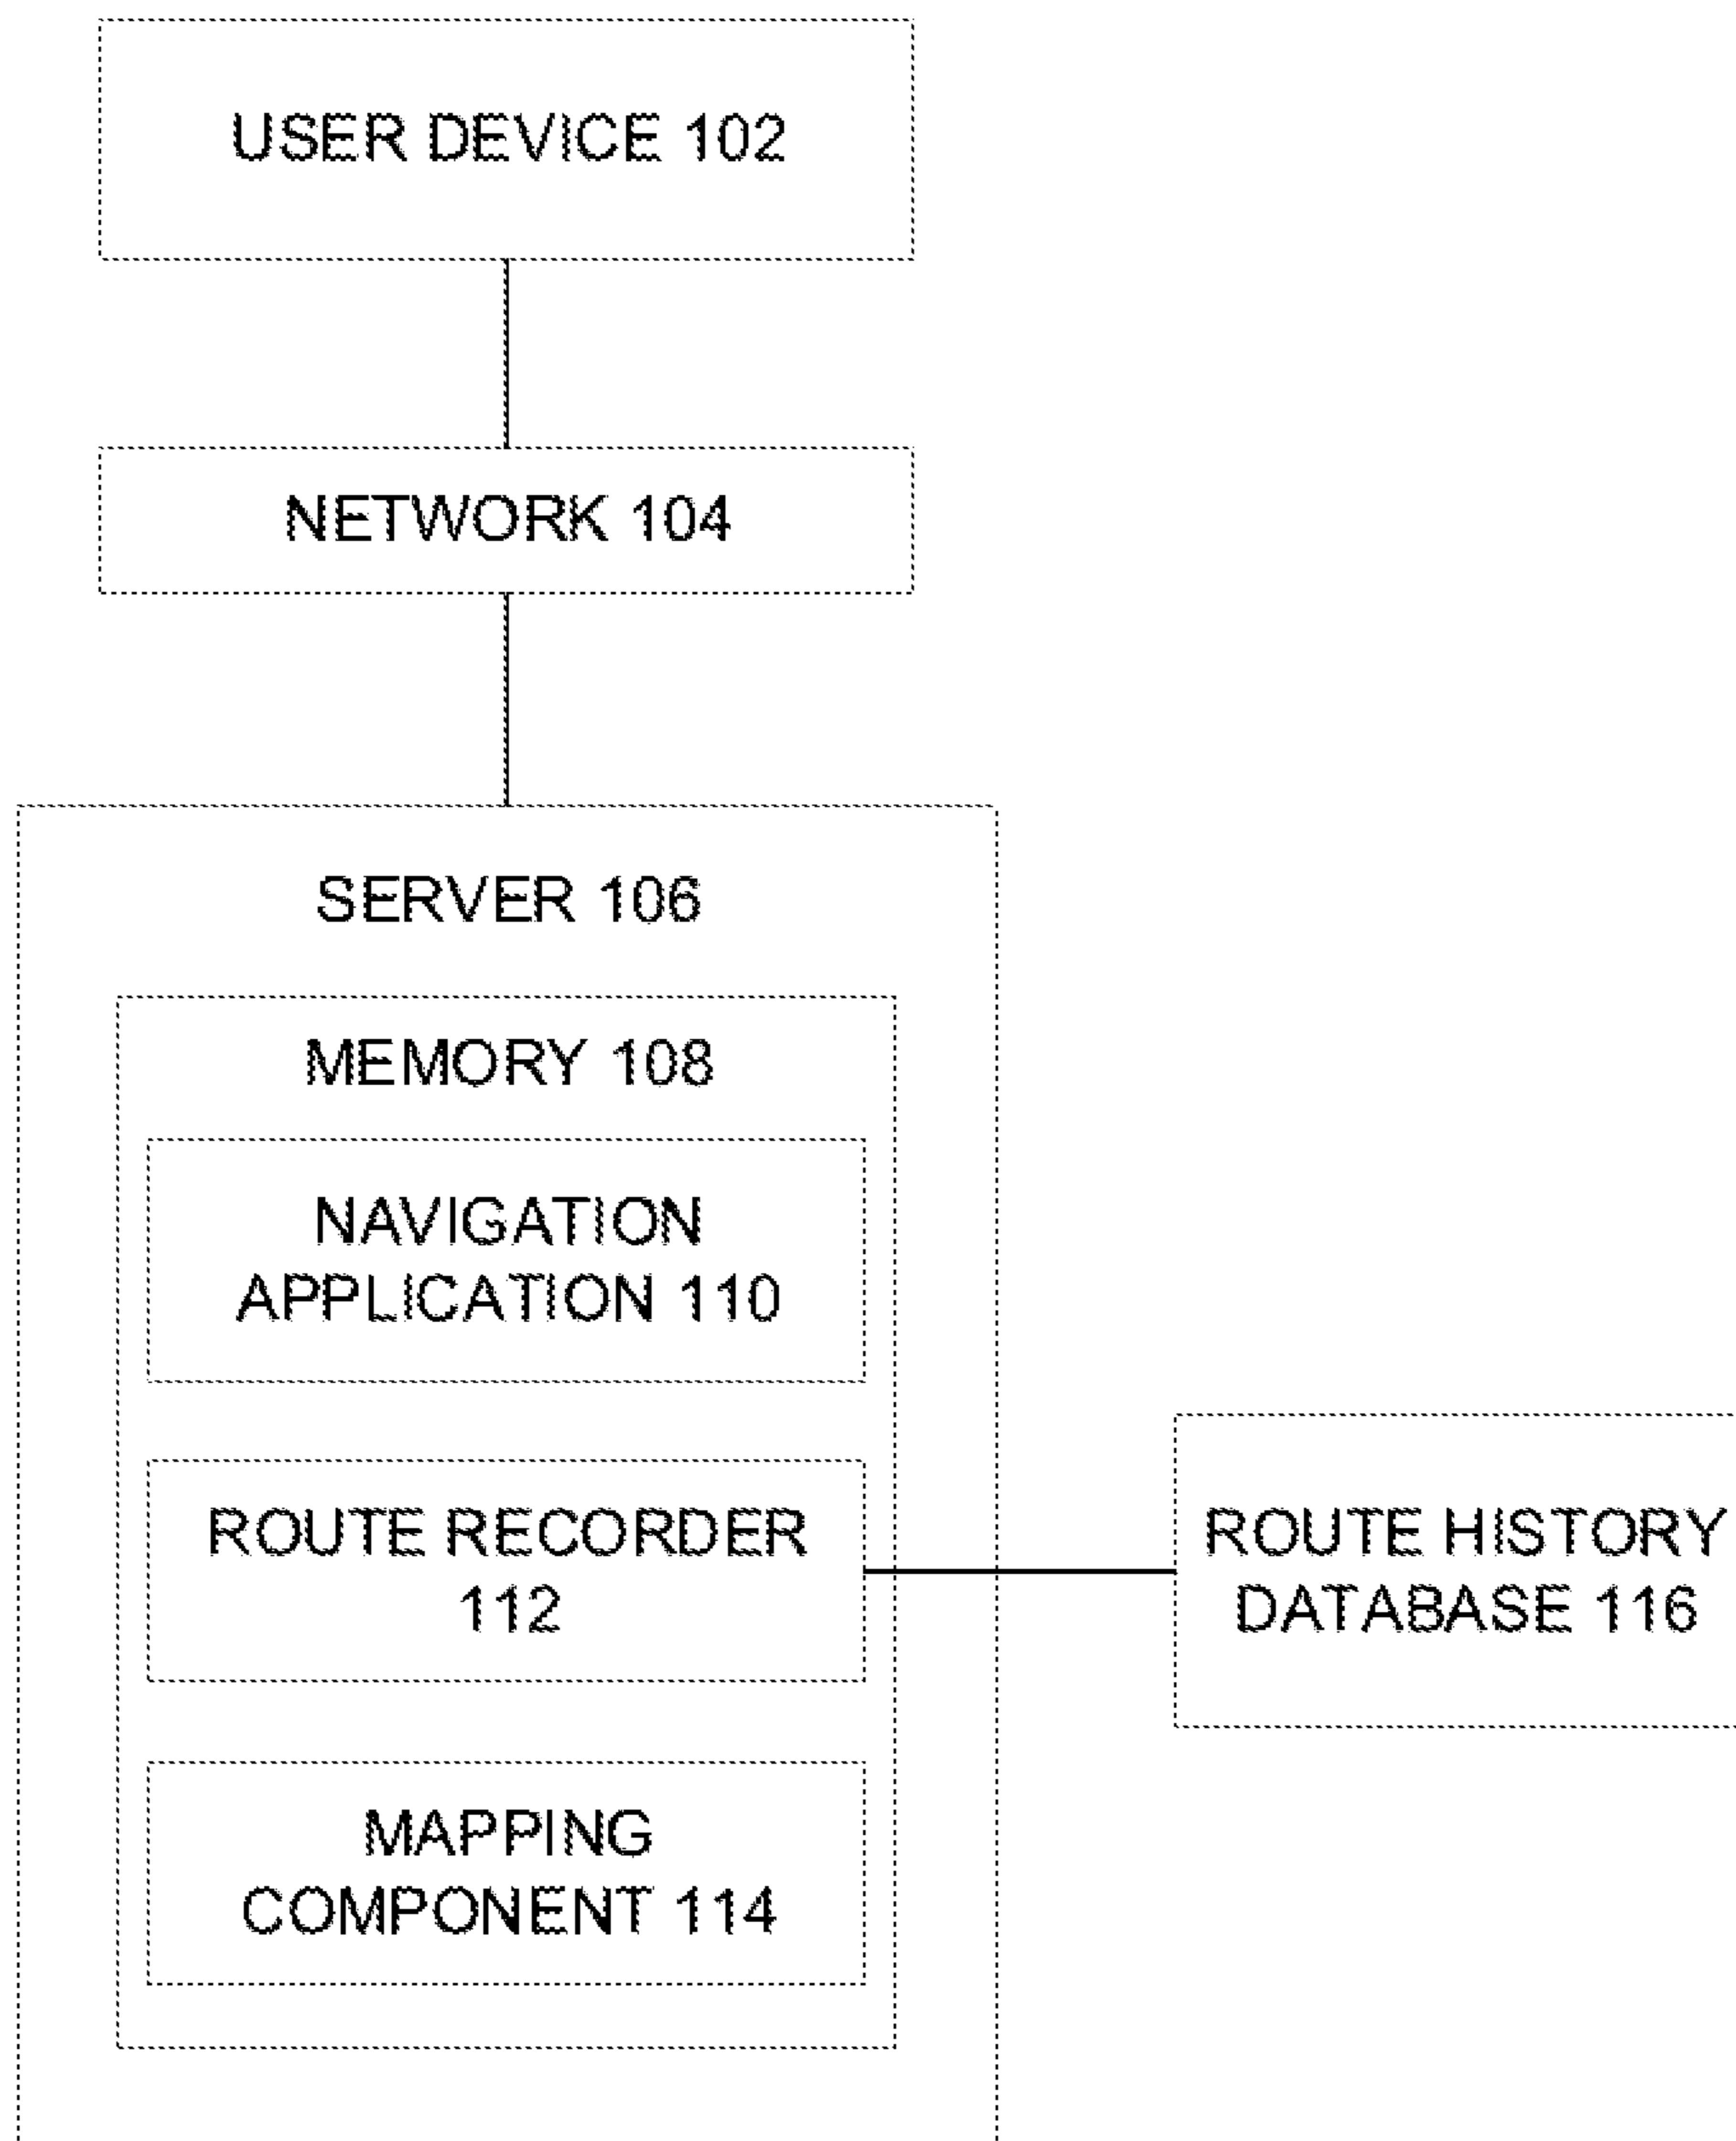 USER DEVICE 102
NETWORK 104
SERVER 106
MEMORY 108
NAVIGATION
APPLICATION 110
ROUTE RECORDER
112
ROUTE HISTORY
DATABASE 116
MAPPING
COMPONENT 114